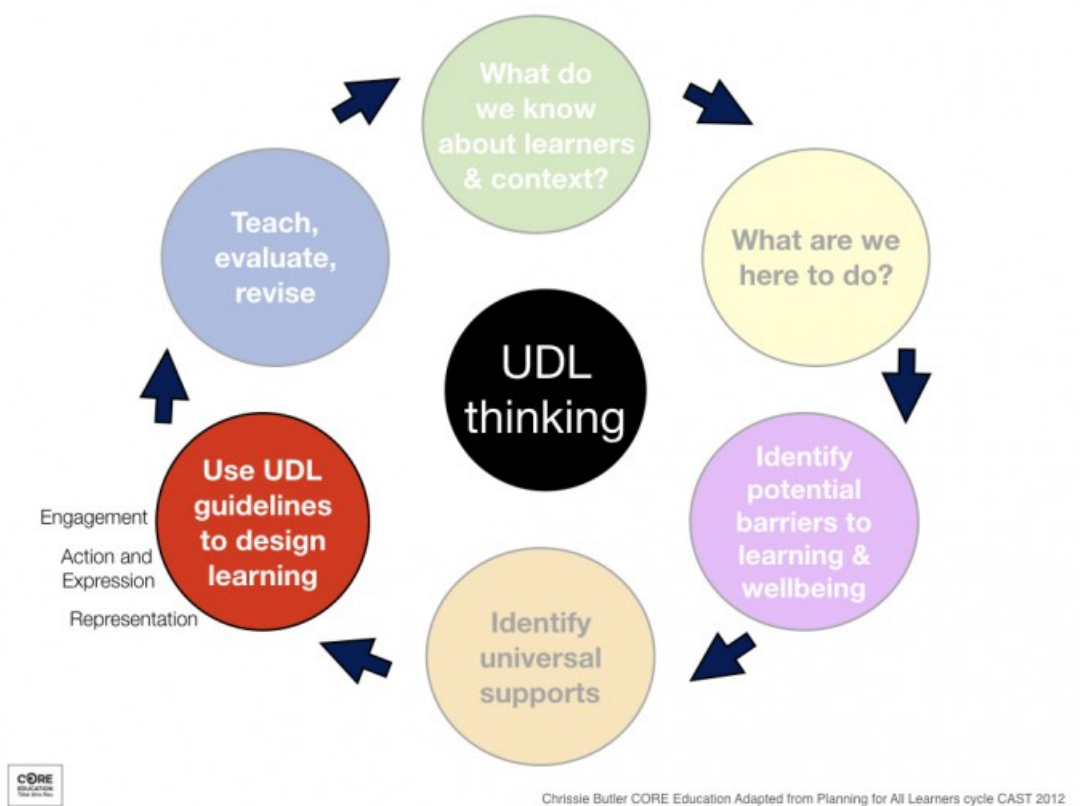 What do
we know
about learners
& context?
What are we
here to do?
Identify
potential
barriers to
learning &
wellbeing
Identify
universal
supports
Use UDL
guidelines
to design
learning
Engagement
Action and
Expression
Representation
Teach,
evaluate,
revise
UDL
thinking
CORE
EDUCATION
Chrissie Butler CORE Education Adapted from Planning for All Learners cycle CAST 2012